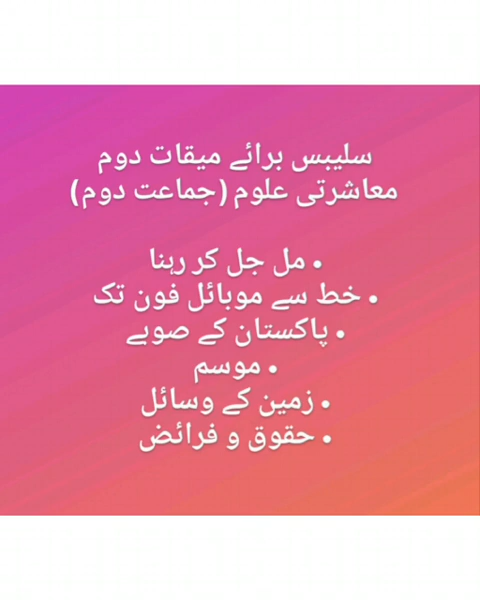 سلیبس برائے میقات دوم
معاشرتی علوم (جماعت دوم)
• مل جل کر رہنا
• خط سے موبائل فون تک
• پاکستان کے صوبے
• موسم
• زمین کے وسائل
• حقوق و فرائض